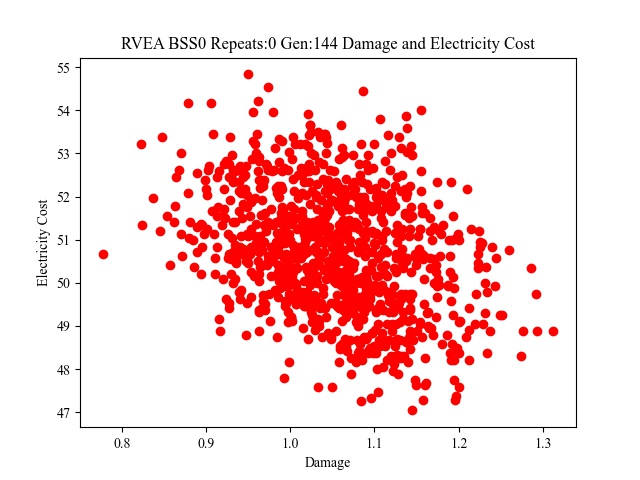 RVEA BSS0 Repeats:0 Gen:144 Damage and Electricity Cost
55
54
53
52
51
50
49
48
47
Electricity Cost
0.8 0.9 1.0 1.1 1.2 1.3
Damage